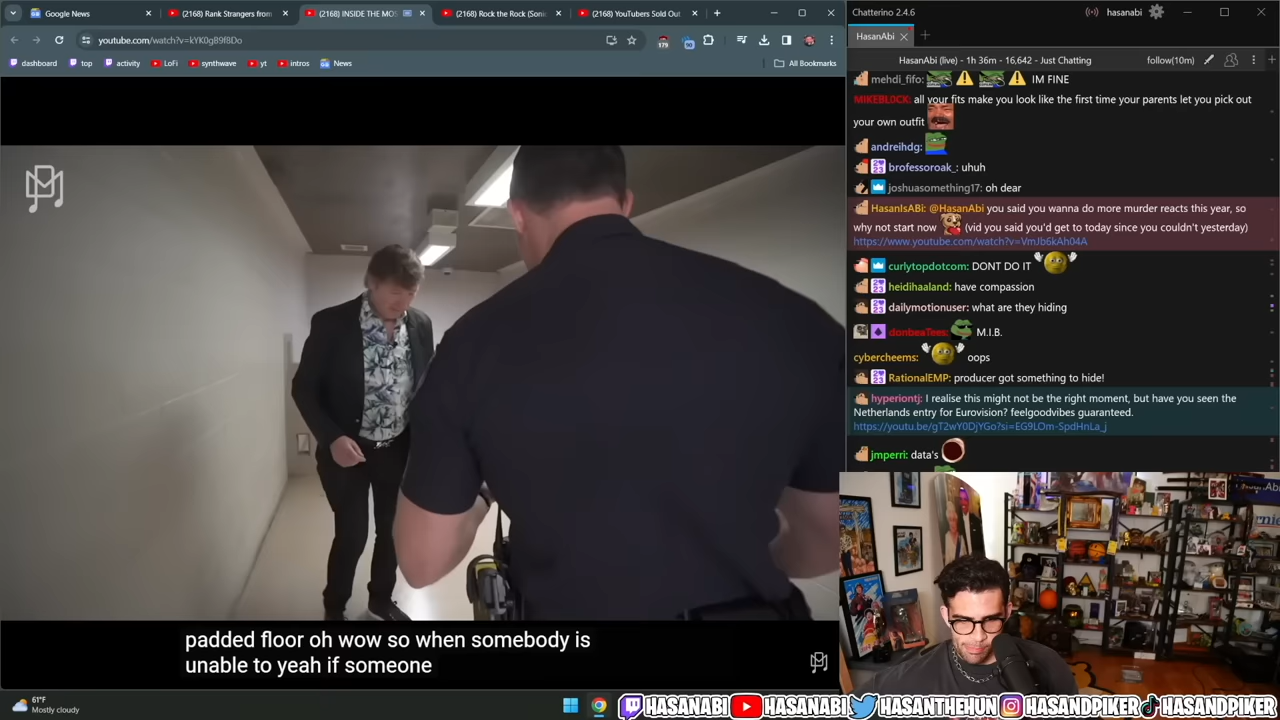 Google News
(2168) Rank Strangers from
(2168) INSIDE THE MOS
(2168) Rock the Rock (Soni
(2168) YouTubers Sold Out
youtube.com/watch?v=kYK0gB9f8Do
179
90
dashboard
top
activity
LoFi
synthwave
yt
intros
News
All Bookmarks
padded floor oh wow so when somebody is
unable to yeah if someone
Chatterino 2.4.6
hasanabi
HasanAbi
HasanAbi (live) - 1h 36m - 16,642 - Just Chatting
follow(10m)
mehdi_fifo: IM FINE
MIKEBL0CK: all your fits make you look like the first time your parents let you pick out
your own outfit
andreihdg:
brofessoroak_: uhuh
joshuasomething17: oh dear
HasanIsABi: @HasanAbi you said you wanna do more murder reacts this year, so
why not start now (vid you said you'd get to today since you couldn't yesterday)
https://www.youtube.com/watch?v=VmJb6kAh04A
curlytopdotcom: DONT DO IT
heidihaaland: have compassion
dailymotionuser: what are they hiding
donbeaTees: M.I.B.
cybercheems: oops
RationalEMP: producer got something to hide!
hyperiontj: I realise this might not be the right moment, but have you seen the
Netherlands entry for Eurovision? feelgoodvibes guaranteed.
https://youtu.be/gT2wY0DjYGo?si=EG9LOm-SpdHnLa_j
jmperri: data's
61°F
Mostly cloudy
HASANABI
HASANABI
HASANTHEHUN
HASANDPIKER
HASANDPIKER